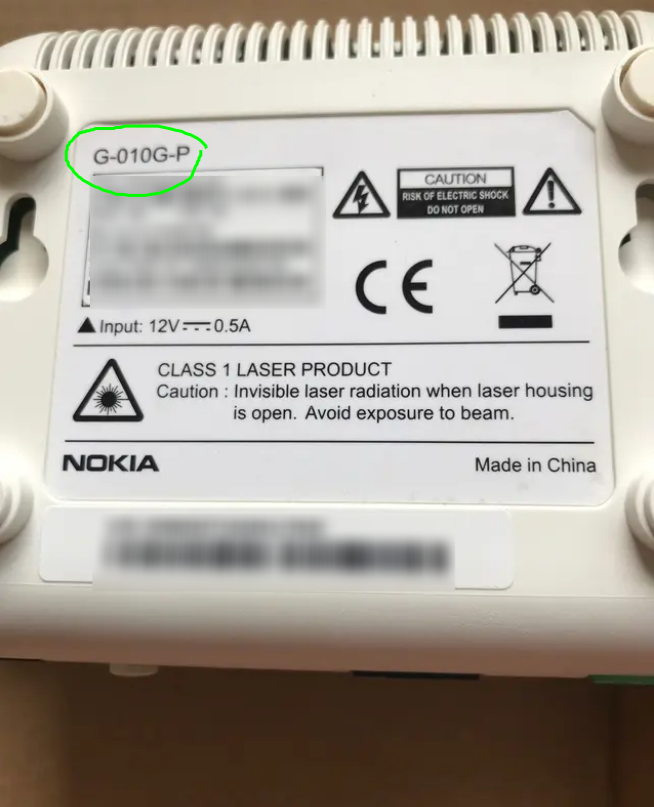 G-010G-P
CAUTION
RISK OF ELECTRIC SHOCK
DO NOT OPEN
CE
Input: 12V⎓0.5A
CLASS 1 LASER PRODUCT
Caution : Invisible laser radiation when laser housing
is open. Avoid exposure to beam.
NOKIA
Made in China